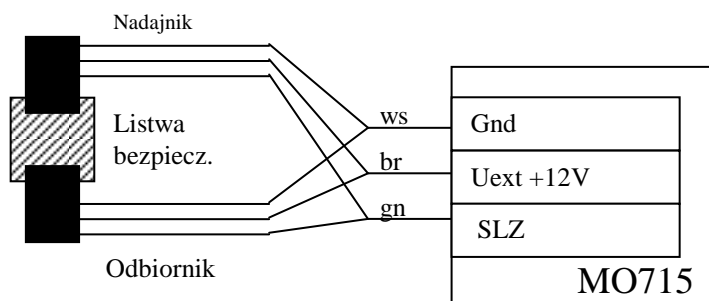 Nadajnik
Listwa
bezpiecz.
Odbiornik
ws
br
gn
Gnd
Uext +12V
SLZ
MO715